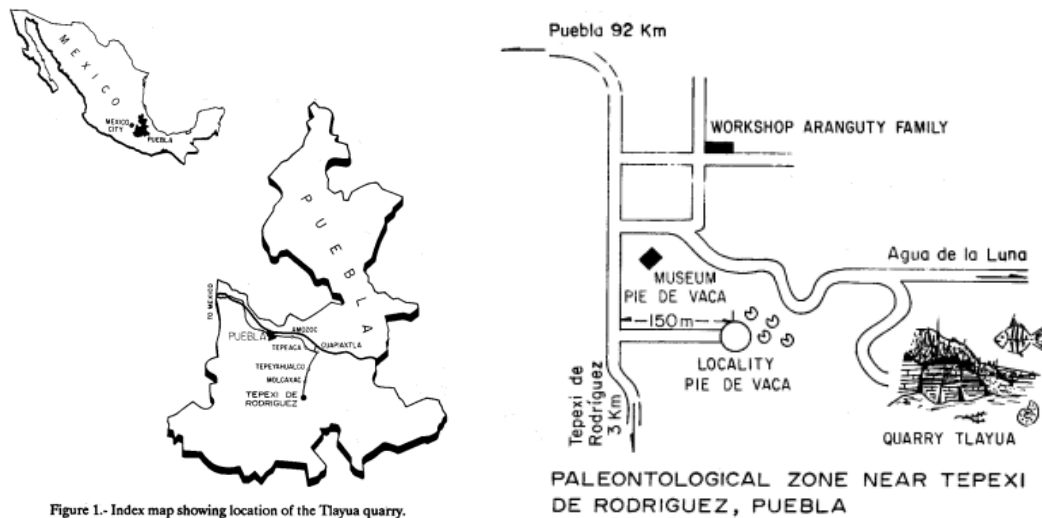 MEXICO
MEXICO
CITY
PUEBLA
PUEBLA
TO MEXICO
PUEBLA
AMOZOC
TEPEACA
CUAPIAXTLA
TEPEYAHUALCO
MOLCAXAC
TEPEXI DE
RODRIGUEZ
Figure 1.- Index map showing location of the Tlayua quarry.
Puebla 92 Km
WORKSHOP ARANGUTY FAMILY
Agua de la Luna
MUSEUM
PIE DE VACA
150m
LOCALITY
PIE DE VACA
Tepexi de
Rodríguez
3 Km
QUARRY TLAYUA
PALEONTOLOGICAL ZONE NEAR TEPEXI
DE RODRIGUEZ, PUEBLA